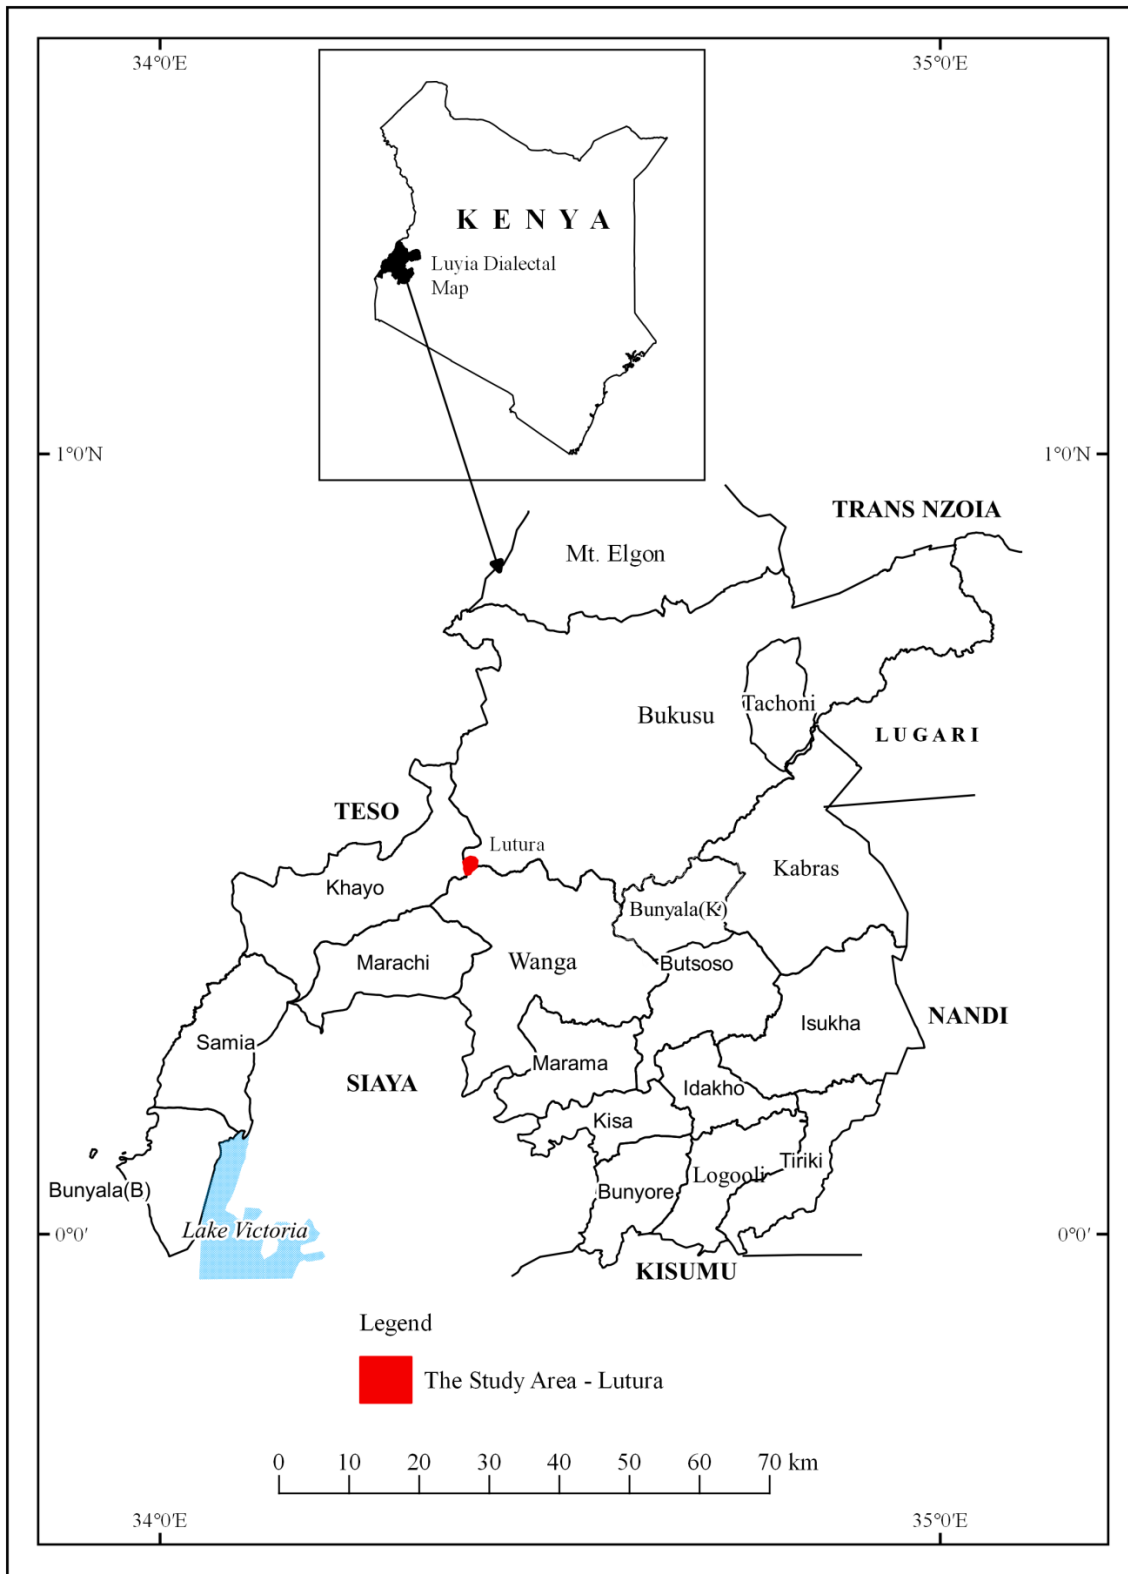 34°0'E
35°0'E
KENYA
Luyia Dialectal
Map
1°0'N
1°0'N
TRANS NZOIA
Mt. Elgon
Tachoni
Bukusu
LUGARI
TESO
Lutura
Kabras
Khayo
Bunyala(K)
Marachi
Wanga
Butsoso
NANDI
Isukha
Samia
Marama
SIAYA
Idakho
Kisa
Tiriki
Logooli
Bunyala(B)
Bunyore
Lake Victoria
0°0'
0°0'
KISUMU
Legend
The Study Area - Lutura
0 10 20 30 40 50 60 70 km
34°0'E
35°0'E